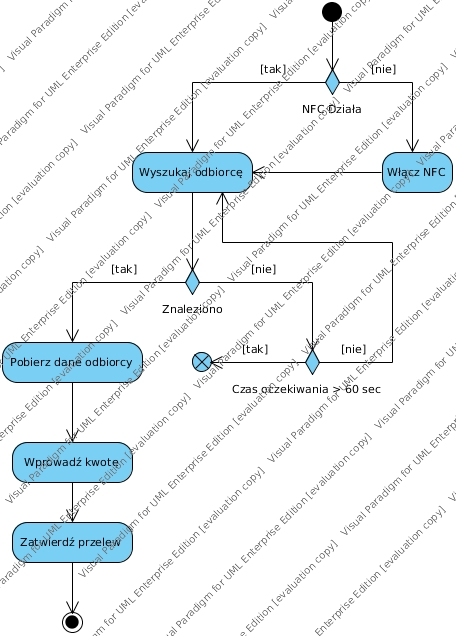 [tak]
[nie]
NFC Działa
Wyszukaj odbiorcę
Włącz NFC
[tak]
[nie]
Znaleziono
Pobierz dane odbiorcy
[tak]
[nie]
Czas oczekiwania > 60 sec
Wprowadź kwotę
Zatwierdź przelew
Visual Paradigm for UML Enterprise Edition [evaluation copy]